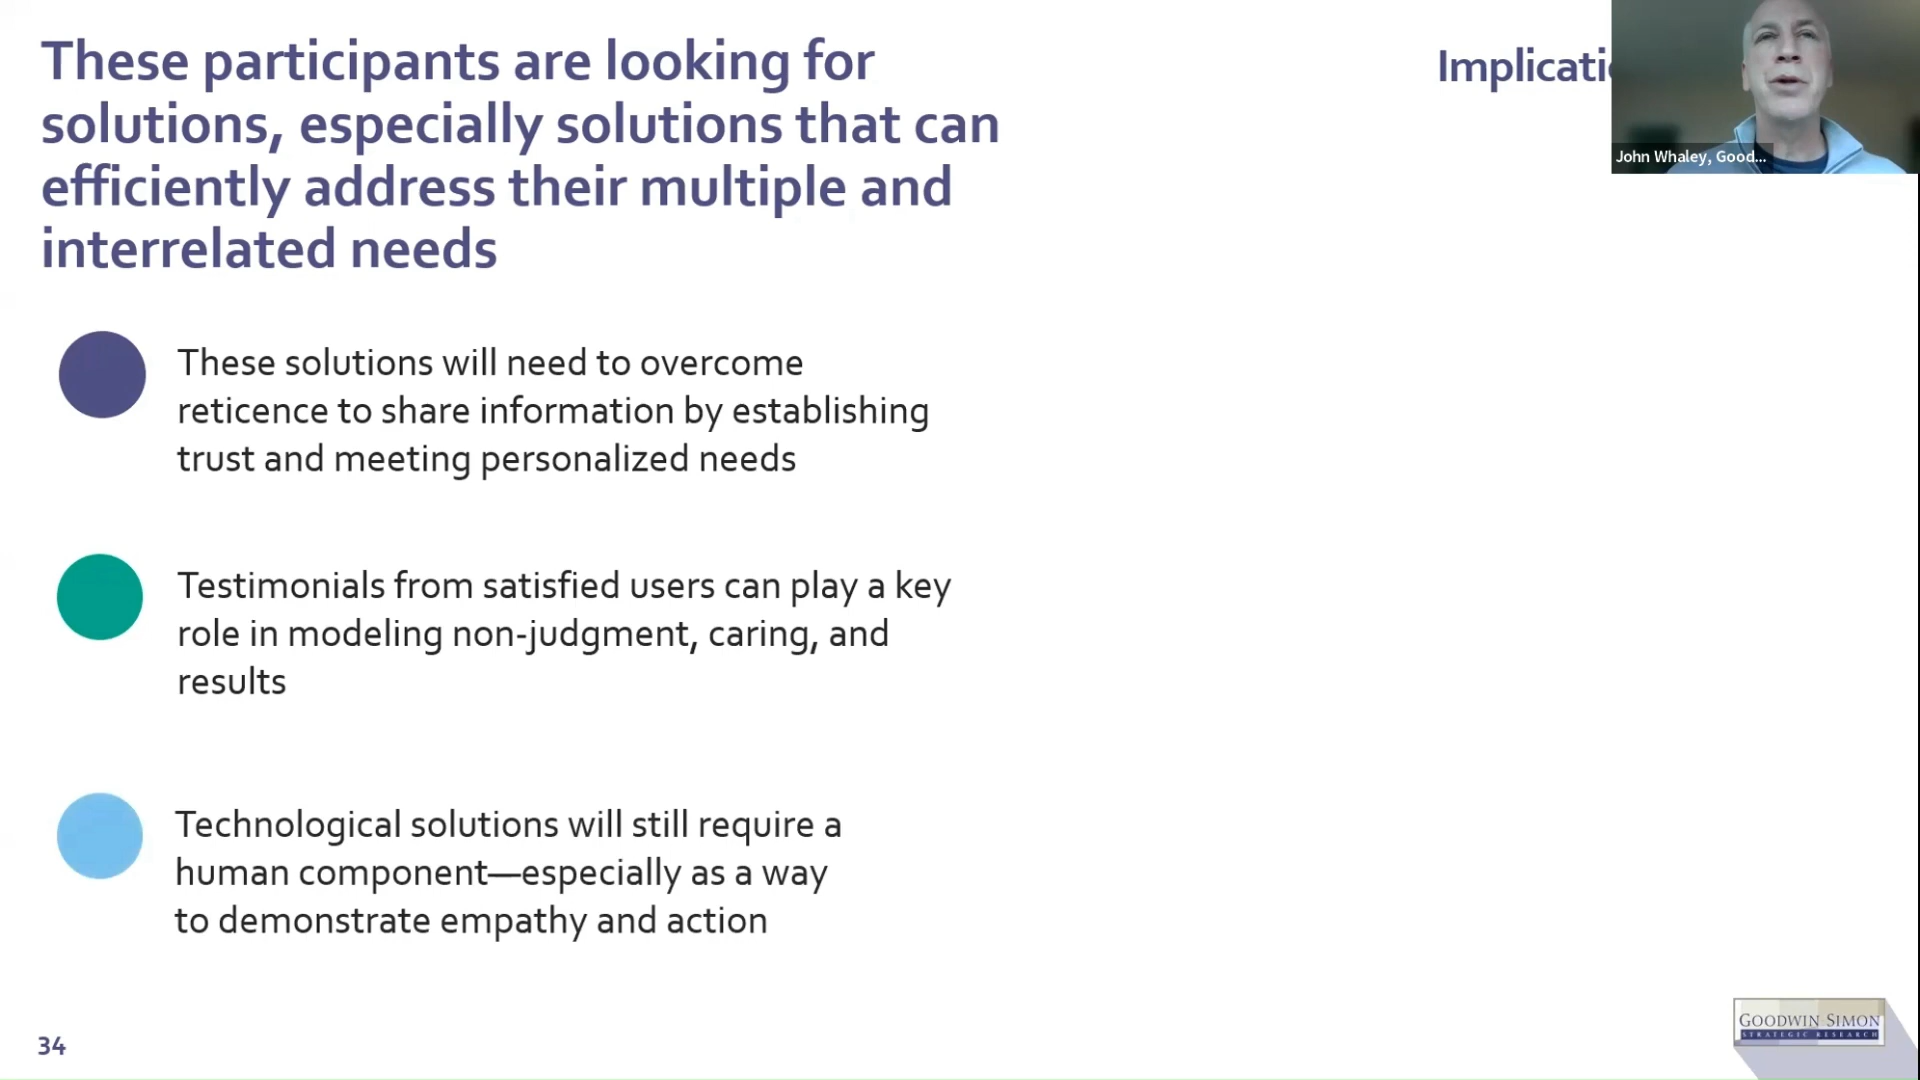 These participants are looking for
solutions, especially solutions that can
efficiently address their multiple and
interrelated needs
Implicati
John Whaley, Good...
These solutions will need to overcome
reticence to share information by establishing
trust and meeting personalized needs
Testimonials from satisfied users can play a key
role in modeling non-judgment, caring, and
results
Technological solutions will still require a
human component—especially as a way
to demonstrate empathy and action
34
GOODWIN SIMON
STRATEGIC RESEARCH